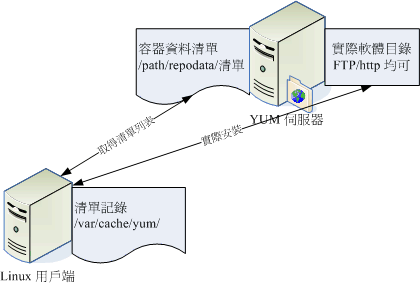 容器資料清單
/path/repodata/清單
實際軟體目錄
FTP/http 均可
YUM 伺服器
取得清單列表
實際安裝
清單記錄
/var/cache/yum/
Linux 用戶端